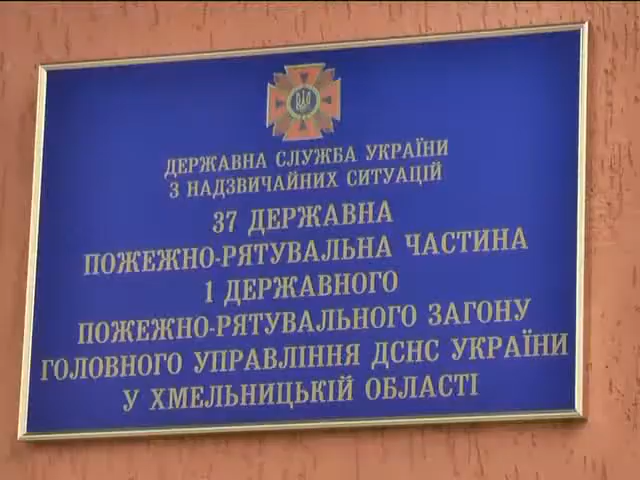 ДЕРЖАВНА СЛУЖБА УКРАЇНИ
З НАДЗВИЧАЙНИХ СИТУАЦІЙ
37 ДЕРЖАВНА
ПОЖЕЖНО-РЯТУВАЛЬНА ЧАСТИНА
1 ДЕРЖАВНОГО
ПОЖЕЖНО-РЯТУВАЛЬНОГО ЗАГОНУ
ГОЛОВНОГО УПРАВЛІННЯ ДСНС УКРАЇНИ
У ХМЕЛЬНИЦЬКІЙ ОБЛАСТІ